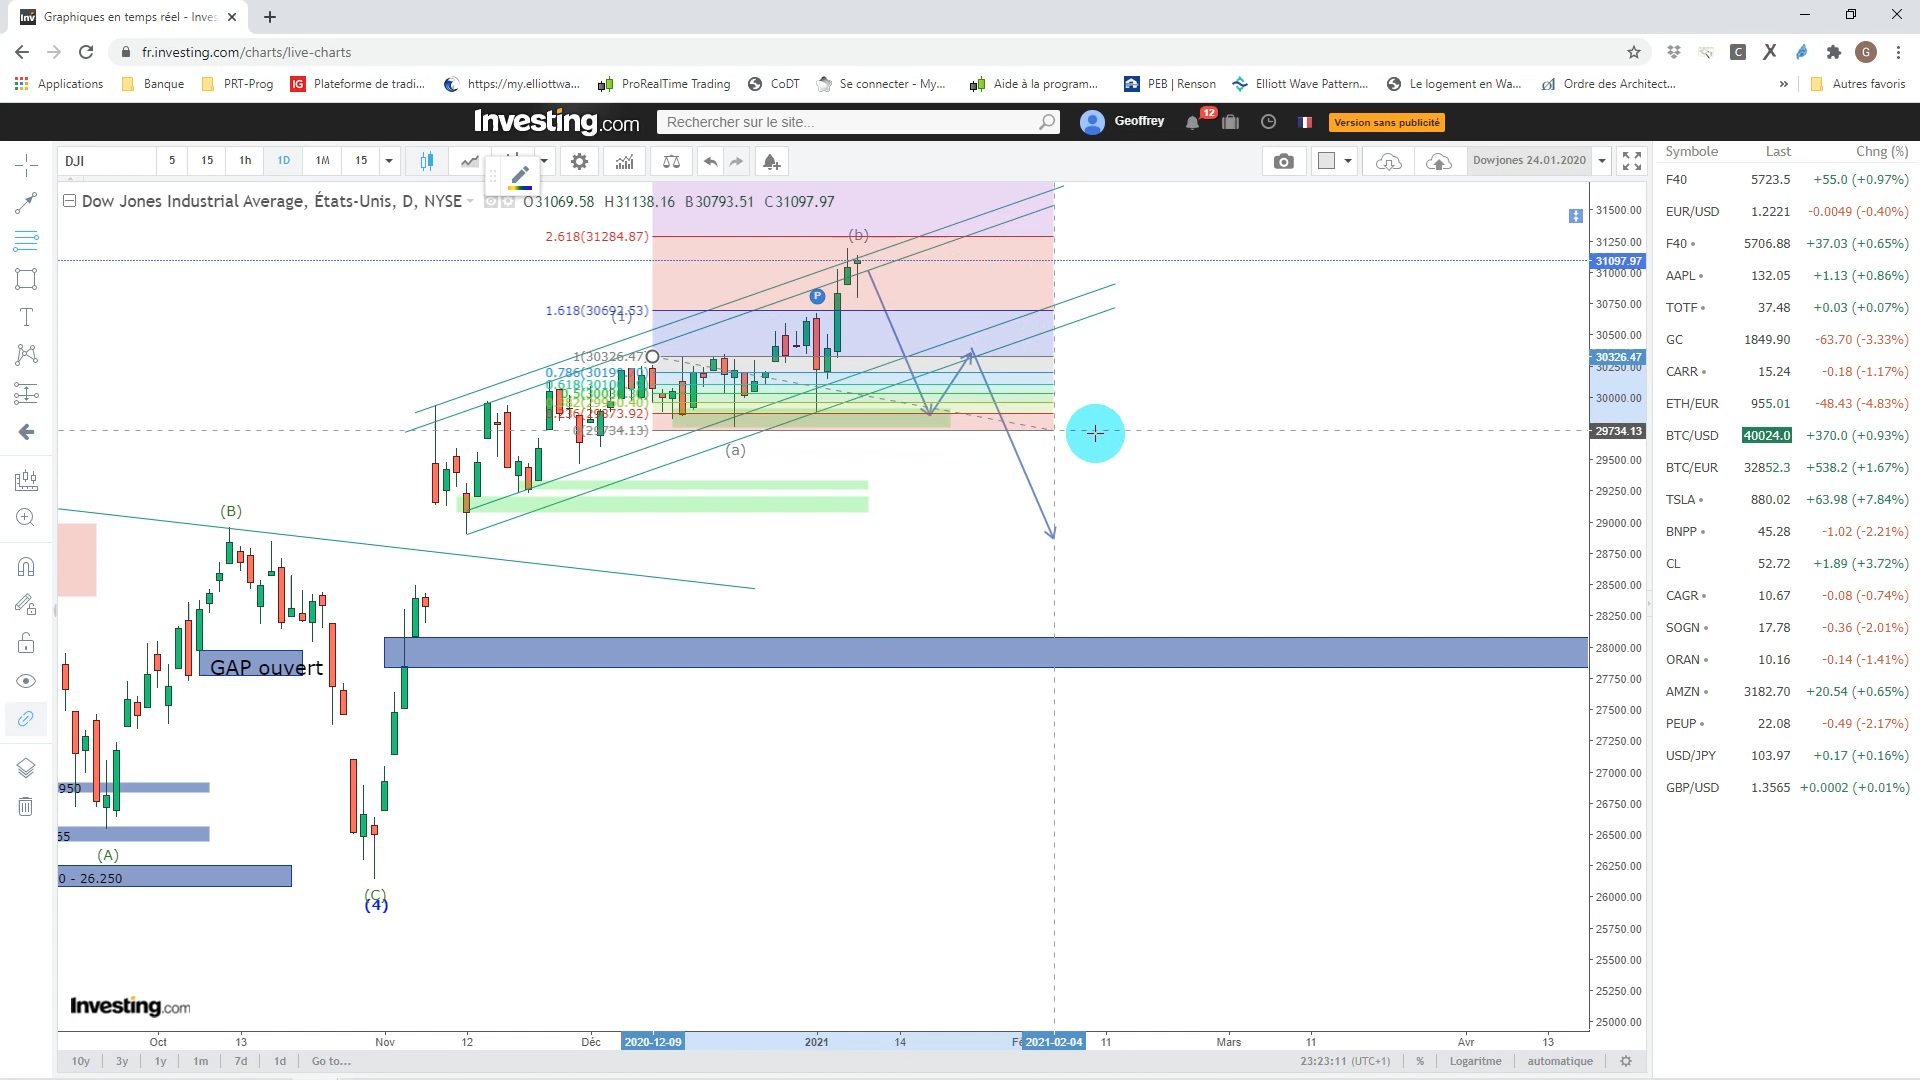 Graphiques en temps réel - Inves
fr.investing.com/charts/live-charts
Applications Banque PRT-Prog IG Plateforme de tradi... https://my.elliottwa... ProRealTime Trading CoDT Se connecter - My... Aide à la program... PEB | Renson Elliott Wave Pattern... Le logement en Wa... Ordre des Architect... » Autres favoris
Investing.com Rechercher sur le site... Geoffrey 12 Version sans publicité
DJI 5 15 1h 1D 1M 15 Dowjones 24.01.2020
Dow Jones Industrial Average, États-Unis, D, NYSE O31069.58 H31138.16 B30793.51 C31097.97
Symbole Last Chng (%)
F40 5723.5 +55.0 (+0.97%)
EUR/USD 1.2221 -0.0049 (-0.40%)
F40 5706.88 +37.03 (+0.65%)
AAPL 132.05 +1.13 (+0.86%)
TOTF 37.48 +0.03 (+0.07%)
GC 1849.90 -63.70 (-3.33%)
CARR 15.24 -0.18 (-1.17%)
ETH/EUR 955.01 -48.43 (-4.83%)
BTC/USD 40024.0 +370.0 (+0.93%)
BTC/EUR 32852.3 +538.2 (+1.67%)
TSLA 880.02 +63.98 (+7.84%)
BNPP 45.28 -1.02 (-2.21%)
CL 52.72 +1.89 (+3.72%)
CAGR 10.67 -0.08 (-0.74%)
SOGN 17.78 -0.36 (-2.01%)
ORAN 10.16 -0.14 (-1.41%)
AMZN 3182.70 +20.54 (+0.65%)
PEUP 22.08 -0.49 (-2.17%)
USD/JPY 103.97 +0.17 (+0.16%)
GBP/USD 1.3565 +0.0002 (+0.01%)
2.618(31284.87)
(b)
P
1.618(30692.53)
(1)
1(30326.47)
0(29734.13)
(a)
(B)
GAP ouvert
950
65
(A)
0 - 26.250
(C)
(4)
31500.00
31250.00
31097.97
31000.00
30750.00
30500.00
30326.47
30250.00
30000.00
29734.13
29500.00
29250.00
29000.00
28750.00
28500.00
28250.00
28000.00
27750.00
27500.00
27250.00
27000.00
26750.00
26500.00
26250.00
26000.00
25750.00
25500.00
25250.00
25000.00
Investing.com
Oct 13 Nov 12 Déc 2020-12-09 2021 14 Fé 2021-02-04 11 Mars 11 Avr 13
10y 3y 1y 1m 7d 1d Go to... 23:23:11 (UTC+1) % Logaritme automatique